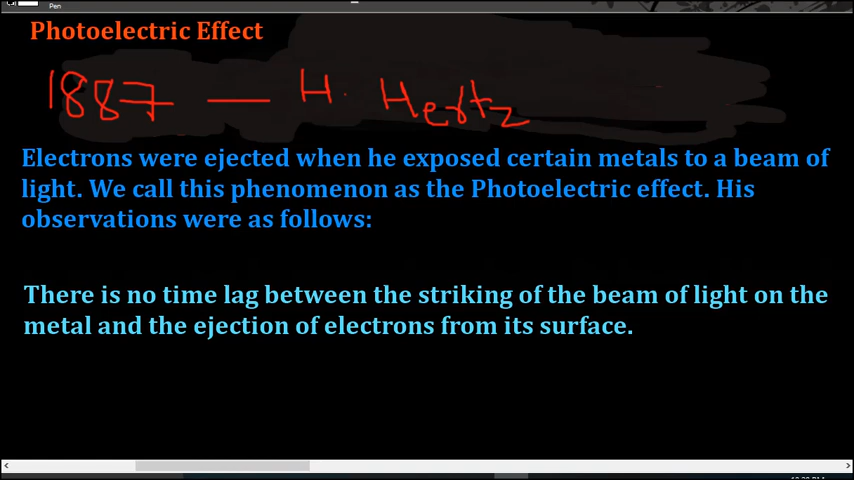 Pen
Photoelectric Effect
1887 — H. Hertz
Electrons were ejected when he exposed certain metals to a beam of
light. We call this phenomenon as the Photoelectric effect. His
observations were as follows:
There is no time lag between the striking of the beam of light on the
metal and the ejection of electrons from its surface.